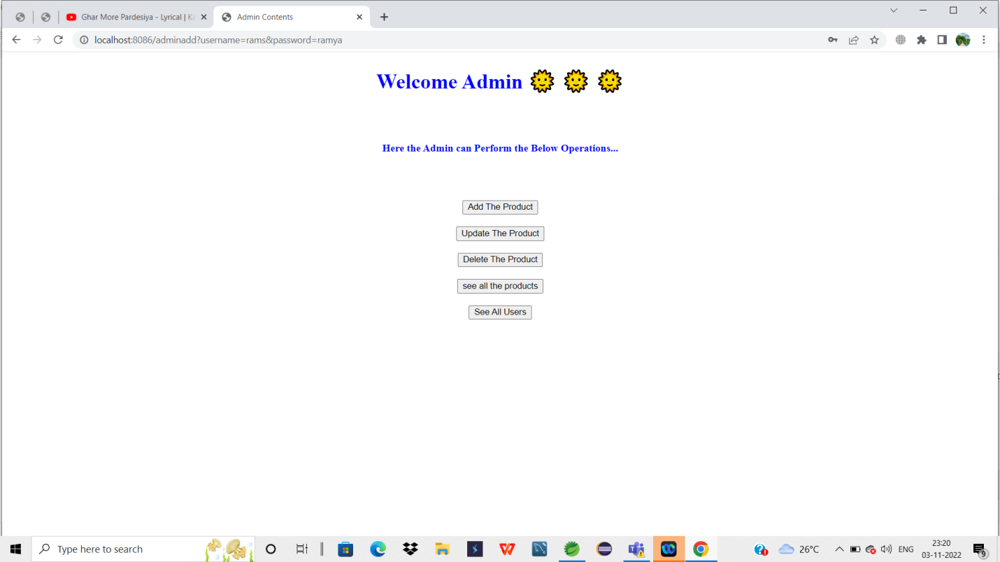 Ghar More Pardesiya - Lyrical | Ka
Admin Contents
localhost:8086/adminadd?username=rams&password=ramya
Welcome Admin
Here the Admin can Perform the Below Operations...
Add The Product
Update The Product
Delete The Product
see all the products
See All Users
Type here to search
26°C
ENG
23:20
03-11-2022
9